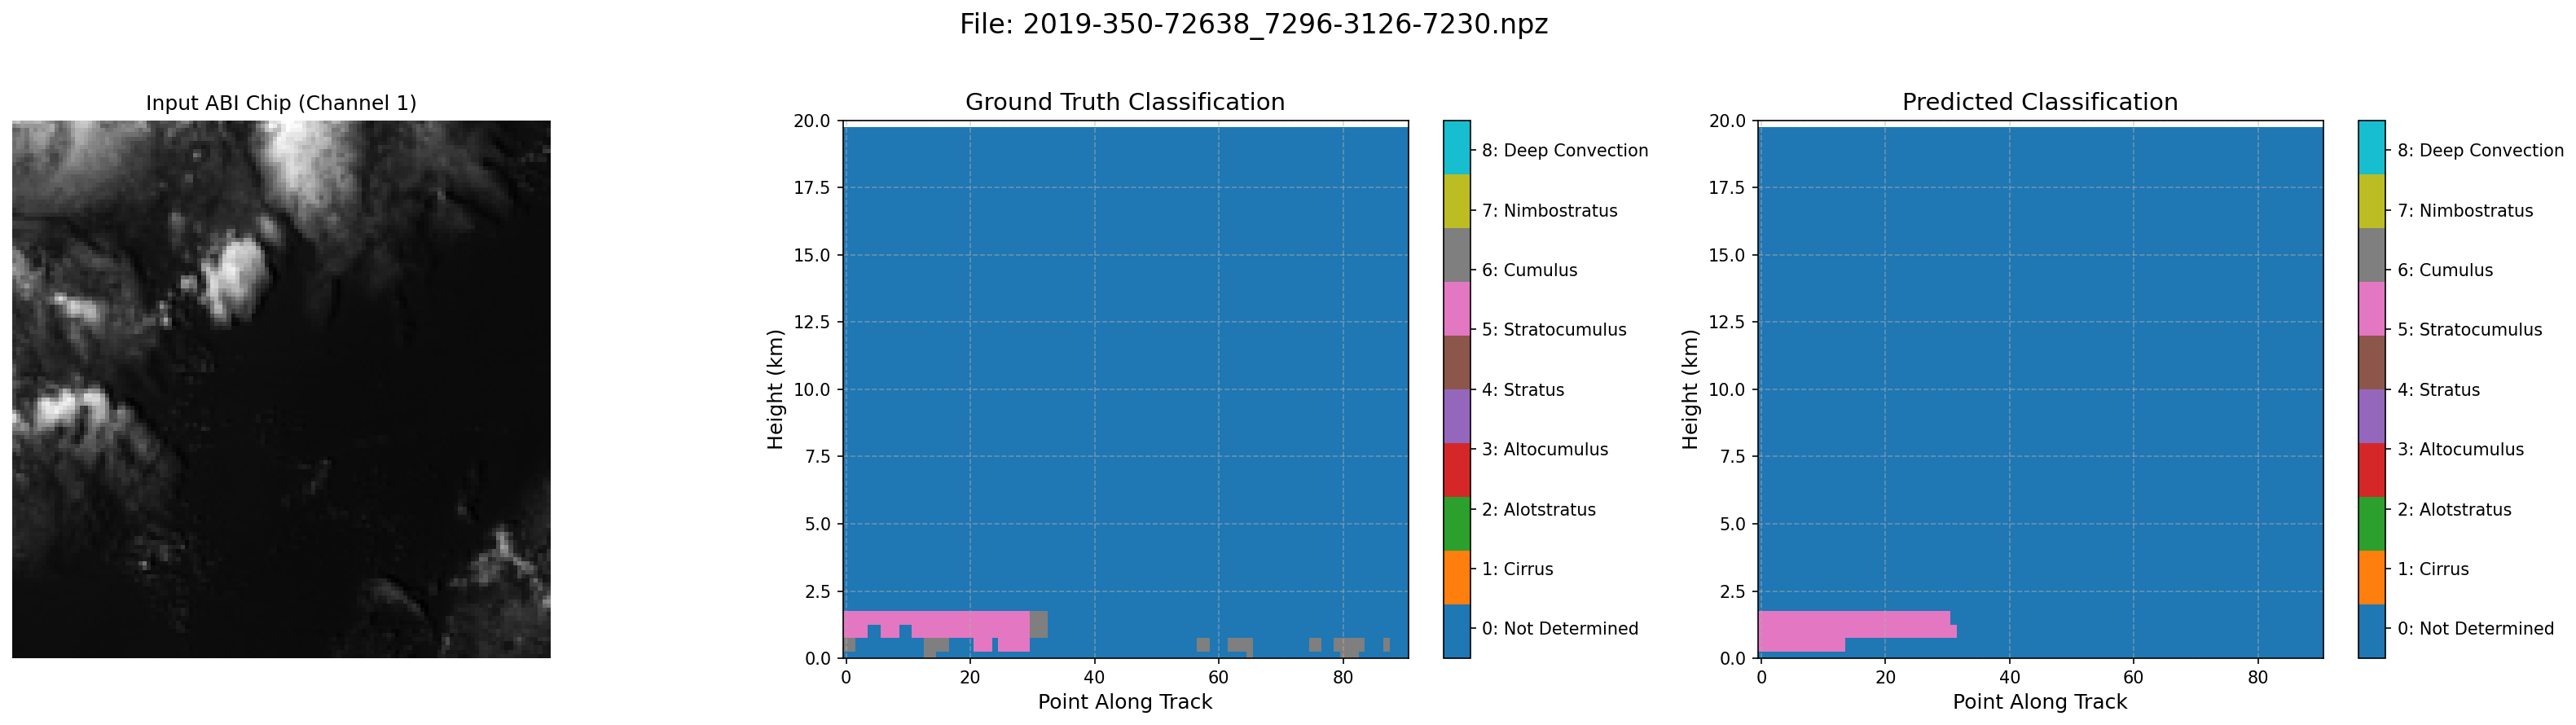 File: 2019-350-72638_7296-3126-7230.npz
Input ABI Chip (Channel 1)
Ground Truth Classification
Height (km)
20.0
17.5
15.0
12.5
10.0
7.5
5.0
2.5
0.0
0 20 40 60 80
Point Along Track
8: Deep Convection
7: Nimbostratus
6: Cumulus
5: Stratocumulus
4: Stratus
3: Altocumulus
2: Alotstratus
1: Cirrus
0: Not Determined
Predicted Classification
Height (km)
20.0
17.5
15.0
12.5
10.0
7.5
5.0
2.5
0.0
0 20 40 60 80
Point Along Track
8: Deep Convection
7: Nimbostratus
6: Cumulus
5: Stratocumulus
4: Stratus
3: Altocumulus
2: Alotstratus
1: Cirrus
0: Not Determined